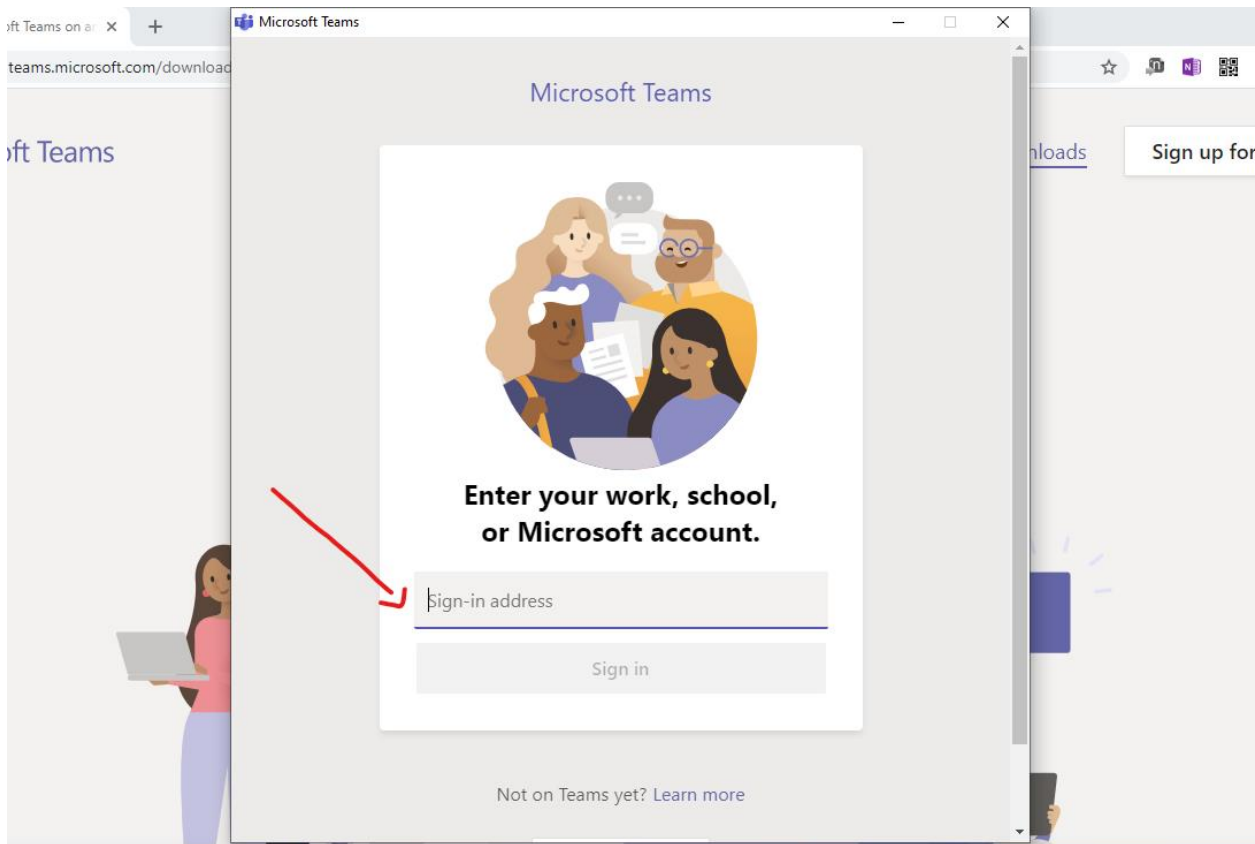 oft Teams on ar
Microsoft Teams
teams.microsoft.com/download
Microsoft Teams
oft Teams
nloads
Sign up for
Enter your work, school,
or Microsoft account.
Sign-in address
Sign in
Not on Teams yet? Learn more